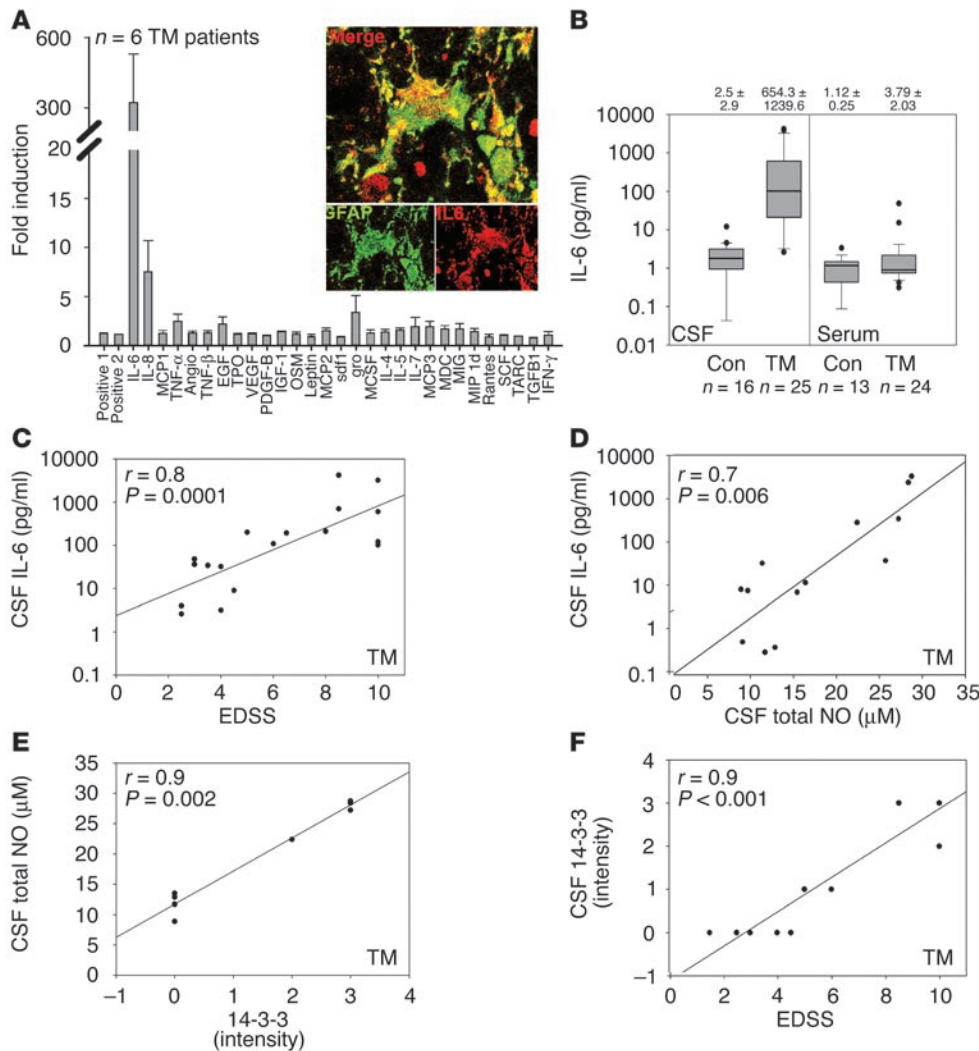 A
n = 6 TM patients
Fold induction
600
300
20
15
10
5
2
0
Merge
GFAP
IL6
Positive 1
Positive 2
IL-6
IL-8
MCP1
TNF-α
Angio
TNF-β
EGF
TPO
VEGF
PDGF-B
IGF-1
OSM
Leptin
MCP2
sdf1
gro
MCSF
IL-4
IL-5
IL-7
MCP3
MDC
MIG
MIP 1d
Rantes
SCF
TARC
TGFB1
IFN-γ
B
2.5 ± 654.3 ± 1.12 ± 3.79 ±
2.9 1239.6 0.25 2.03
IL-6 (pg/ml)
10000
1000
100
10
1
0.1
0.01
CSF Serum
Con TM Con TM
n = 16 n = 25 n = 13 n = 24
C
r = 0.8
P = 0.0001
CSF IL-6 (pg/ml)
10000
1000
100
10
1
0.1
TM
0 2 4 6 8 10
EDSS
D
r = 0.7
P = 0.006
CSF IL-6 (pg/ml)
10000
1000
100
10
1
0.1
TM
0 5 10 15 20 25 30 35
CSF total NO (μM)
E
r = 0.9
P = 0.002
CSF total NO (μM)
35
30
25
20
15
10
5
0
TM
–1 0 1 2 3 4
14-3-3
(intensity)
F
r = 0.9
P < 0.001
CSF 14-3-3
(intensity)
4
3
2
1
0
–1
TM
0 2 4 6 8 10
EDSS